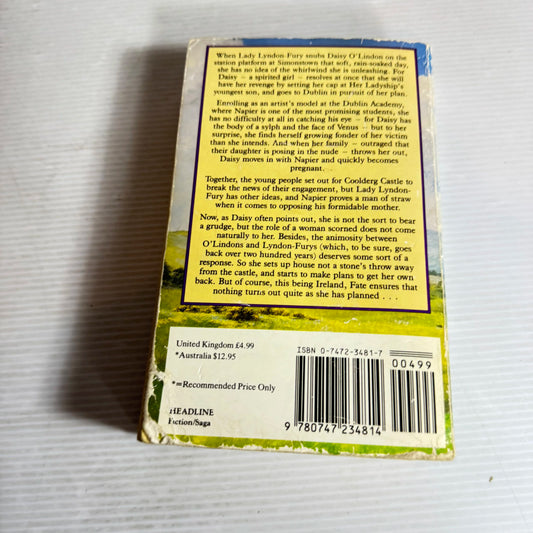 When Lady Lyndon-Fury snubs Daisy O'Lindon on the
station platform at Simonstown that soft, rain-soaked day,
she has no idea of the whirlwind she is unleashing. For
Daisy – a spirited girl – resolves at once that she will
have her revenge by setting her cap at Her Ladyship's
youngest son, and goes to Dublin in pursuit of her plan.
Enrolling as an artist's model at the Dublin Academy,
where Napier is one of the most promising students, she
has no difficulty at all in catching his eye – for Daisy has
the body of a sylph and the face of Venus – but to her
surprise, she finds herself growing fonder of her victim
than she intends. And when her family – outraged that
their daughter is posing in the nude – throws her out,
Daisy moves in with Napier and quickly becomes
pregnant. . .
Together, the young people set out for Coolderg Castle to
break the news of their engagement, but Lady Lyndon-
Fury has other ideas, and Napier proves a man of straw
when it comes to opposing his formidable mother.
Now, as Daisy often points out, she is not the sort to bear
a grudge, but the role of a woman scorned does not come
naturally to her. Besides, the animosity between
O'Lindons and Lyndon-Furys (which, to be sure, goes
back over two hundred years) deserves some sort of a
response. So she sets up house not a stone's throw away
from the castle, and starts to make plans to get her own
back. But of course, this being Ireland, Fate ensures that
nothing turns out quite as she has planned . . .
United Kingdom £4.99
*Australia $12.95
*=Recommended Price Only
HEADLINE
Fiction/Saga
ISBN 0-7472-3481-7
00499
9 780747 234814